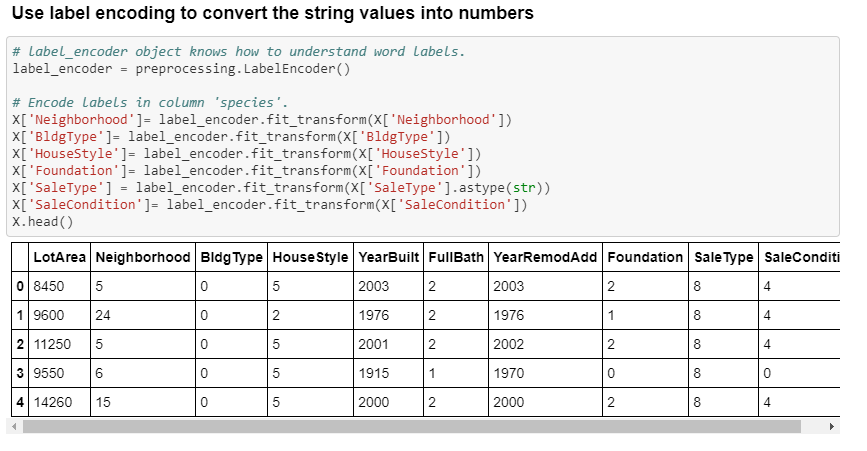 Use label encoding to convert the string values into numbers
# label_encoder object knows how to understand word labels.
label_encoder = preprocessing.LabelEncoder()
# Encode labels in column 'species'.
X['Neighborhood']= label_encoder.fit_transform(X['Neighborhood'])
X['BldgType']= label_encoder.fit_transform(X['BldgType'])
X['HouseStyle']= label_encoder.fit_transform(X['HouseStyle'])
X['Foundation']= label_encoder.fit_transform(X['Foundation'])
X['SaleType'] = label_encoder.fit_transform(X['SaleType'].astype(str))
X['SaleCondition']= label_encoder.fit_transform(X['SaleCondition'])
X.head()
LotArea Neighborhood BldgType HouseStyle YearBuilt FullBath YearRemodAdd Foundation SaleType SaleConditi
0 8450 5 0 5 2003 2 2003 2 8 4
1 9600 24 0 2 1976 2 1976 1 8 4
2 11250 5 0 5 2001 2 2002 2 8 4
3 9550 6 0 5 1915 1 1970 0 8 0
4 14260 15 0 5 2000 2 2000 2 8 4